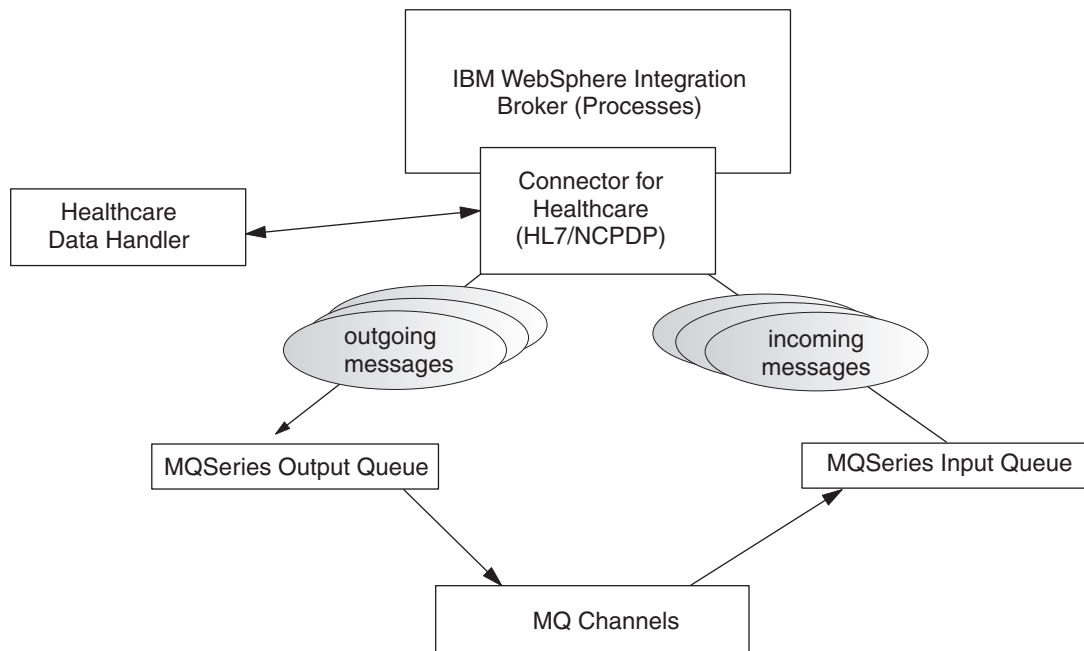 IBM WebSphere Integration
Broker (Processes)
Connector for
Healthcare
(HL7/NCPDP)
Healthcare
Data Handler
outgoing
messages
incoming
messages
MQSeries Output Queue
MQSeries Input Queue
MQ Channels